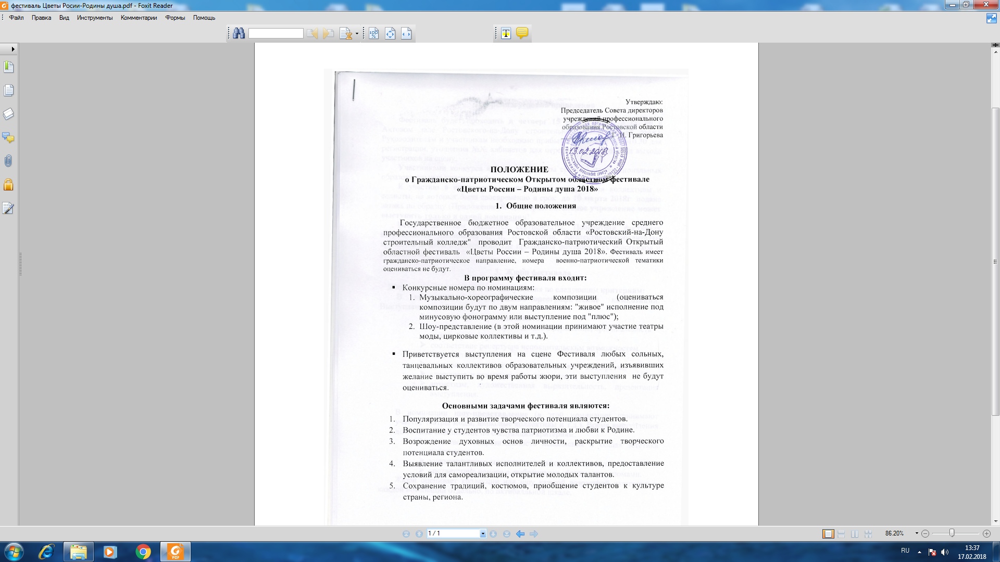 фестиваль Цветы Росии-Родины душа.pdf - Foxit Reader
Файл Правка Вид Инструменты Комментарии Формы Помощь
Утверждаю:
Председатель Совета директоров
учреждений профессионального
образования Ростовской области
Григорьева
13.02.2018
ПОЛОЖЕНИЕ
о Гражданско-патриотическом Открытом областном фестивале
«Цветы России – Родины душа 2018»
1. Общие положения
Государственное бюджетное образовательное учреждение среднего
профессионального образования Ростовской области «Ростовский-на-Дону
строительный колледж" проводит Гражданско-патриотический Открытый
областной фестиваль «Цветы России – Родины душа 2018». Фестиваль имеет
гражданско-патриотическое направление, номера военно-патриотической тематики
оцениваться не будут.
В программу фестиваля входит:
▪ Конкурсные номера по номинациям:
1. Музыкально-хореографические композиции (оцениваться
композиции будут по двум направлениям: "живое" исполнение под
минусовую фонограмму или выступление под "плюс");
2. Шоу-представление (в этой номинации принимают участие театры
моды, цирковые коллективы и т.д.).
▪ Приветствуется выступления на сцене Фестиваля любых сольных,
танцевальных коллективов образовательных учреждений, изъявивших
желание выступить во время работы жюри, эти выступления не будут
оцениваться.
Основными задачами фестиваля являются:
1. Популяризация и развитие творческого потенциала студентов.
2. Воспитание у студентов чувства патриотизма и любви к Родине.
3. Возрождение духовных основ личности, раскрытие творческого
потенциала студентов.
4. Выявление талантливых исполнителей и коллективов, предоставление
условий для самореализации, открытие молодых талантов.
5. Сохранение традиций, костюмов, приобщение студентов к культуре
страны, региона.
1 / 1
86.20%
RU
13:37
17.02.2018